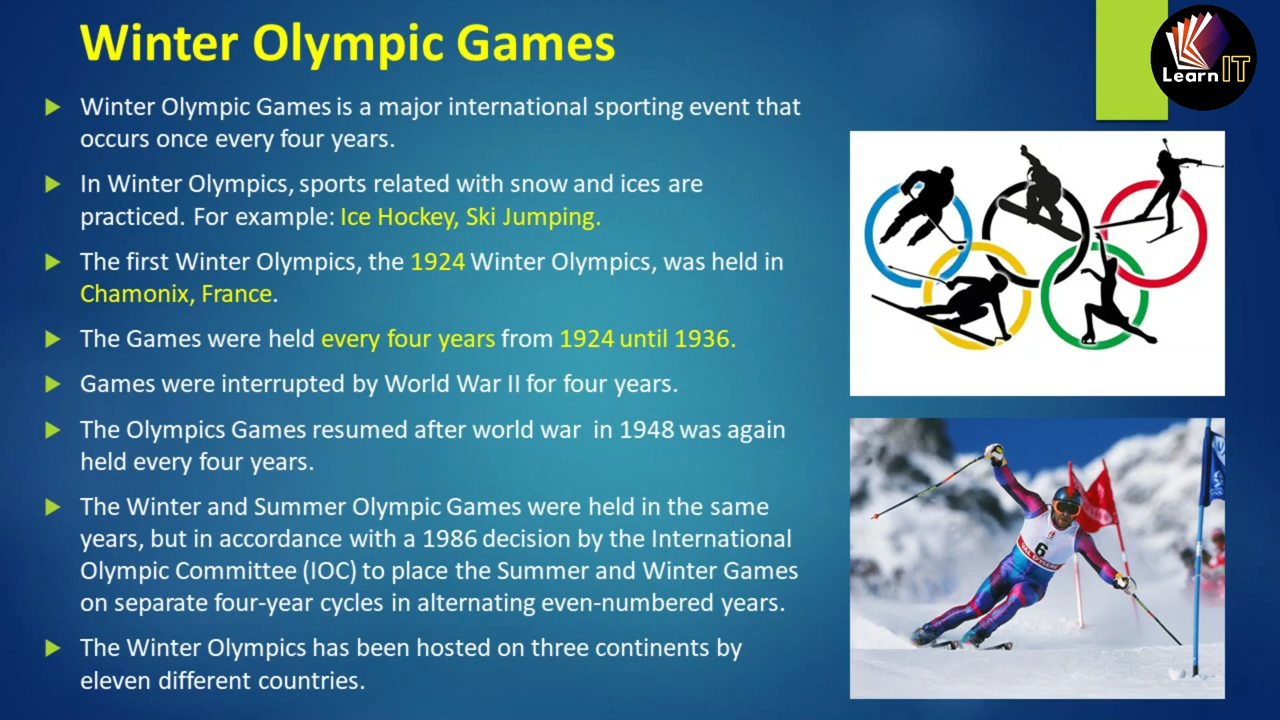 Winter Olympic Games
Learn IT
Winter Olympic Games is a major international sporting event that
occurs once every four years.
In Winter Olympics, sports related with snow and ices are
practiced. For example: Ice Hockey, Ski Jumping.
The first Winter Olympics, the 1924 Winter Olympics, was held in
Chamonix, France.
The Games were held every four years from 1924 until 1936.
Games were interrupted by World War II for four years.
The Olympics Games resumed after world war in 1948 was again
held every four years.
The Winter and Summer Olympic Games were held in the same
years, but in accordance with a 1986 decision by the International
Olympic Committee (IOC) to place the Summer and Winter Games
on separate four-year cycles in alternating even-numbered years.
The Winter Olympics has been hosted on three continents by
eleven different countries.
6